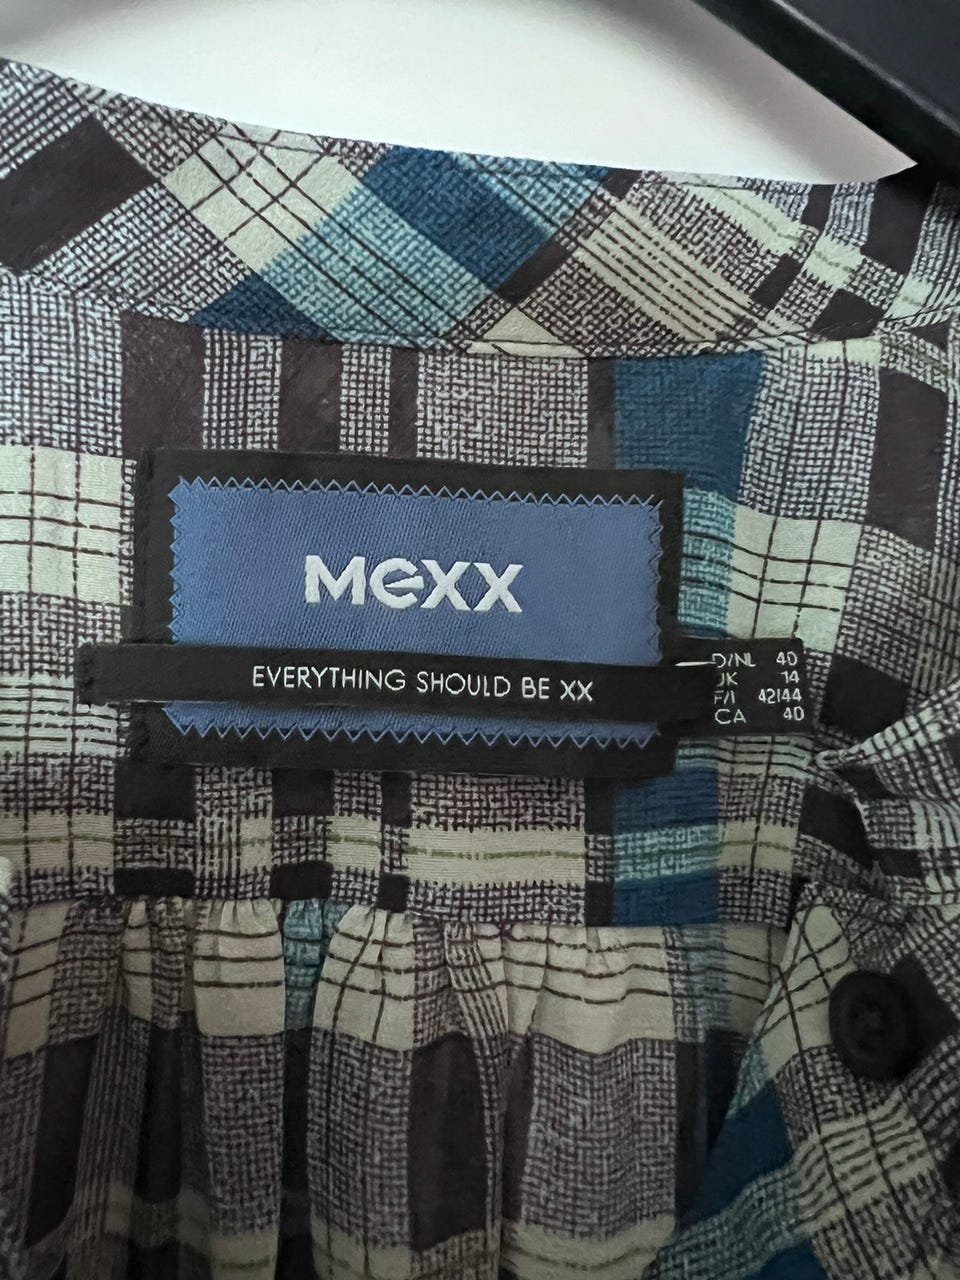 MEXX
EVERYTHING SHOULD BE XX
D/NL 40
UK 14
F/I 42/44
CA 40